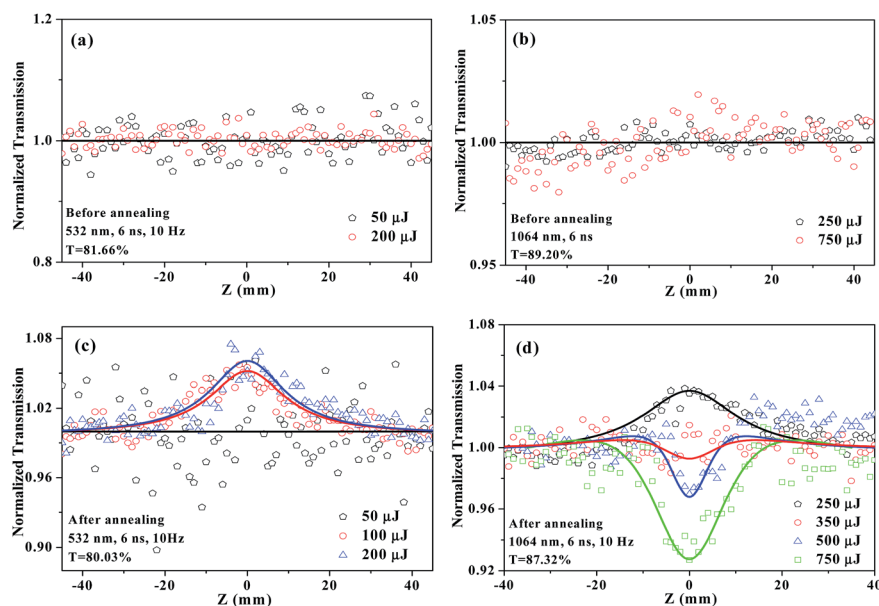 (a)
Normalized Transmission
1.2
1.0
0.8
Before annealing
532 nm, 6 ns, 10 Hz
T=81.66%
50 µJ
200 µJ
-40 -20 0 20 40
Z (mm)
(b)
Normalized Transmission
1.05
1.00
0.95
Before annealing
1064 nm, 6 ns
T=89.20%
250 µJ
750 µJ
-40 -20 0 20 40
Z (mm)
(c)
Normalized Transmission
1.08
1.02
0.96
0.90
After annealing
532 nm, 6 ns, 10Hz
T=80.03%
50 µJ
100 µJ
200 µJ
-40 -20 0 20 40
Z (mm)
(d)
Normalized Transmission
1.08
1.04
1.00
0.96
0.92
After annealing
1064 nm, 6 ns, 10 Hz
T=87.32%
250 µJ
350 µJ
500 µJ
750 µJ
-40 -20 0 20 40
Z (mm)